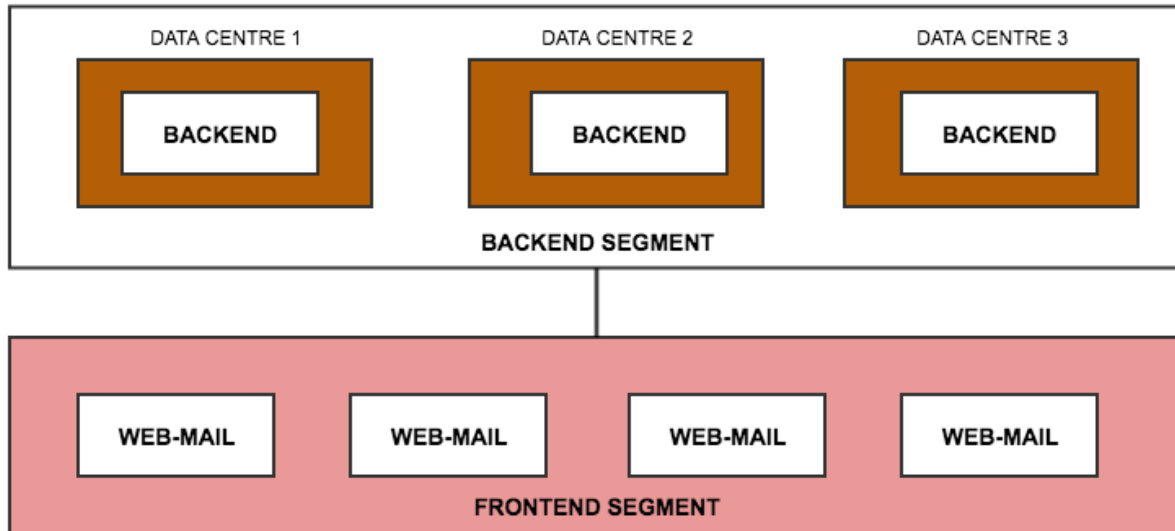 DATA CENTRE 1
DATA CENTRE 2
DATA CENTRE 3
BACKEND
BACKEND
BACKEND
BACKEND SEGMENT
WEB-MAIL
WEB-MAIL
WEB-MAIL
WEB-MAIL
FRONTEND SEGMENT